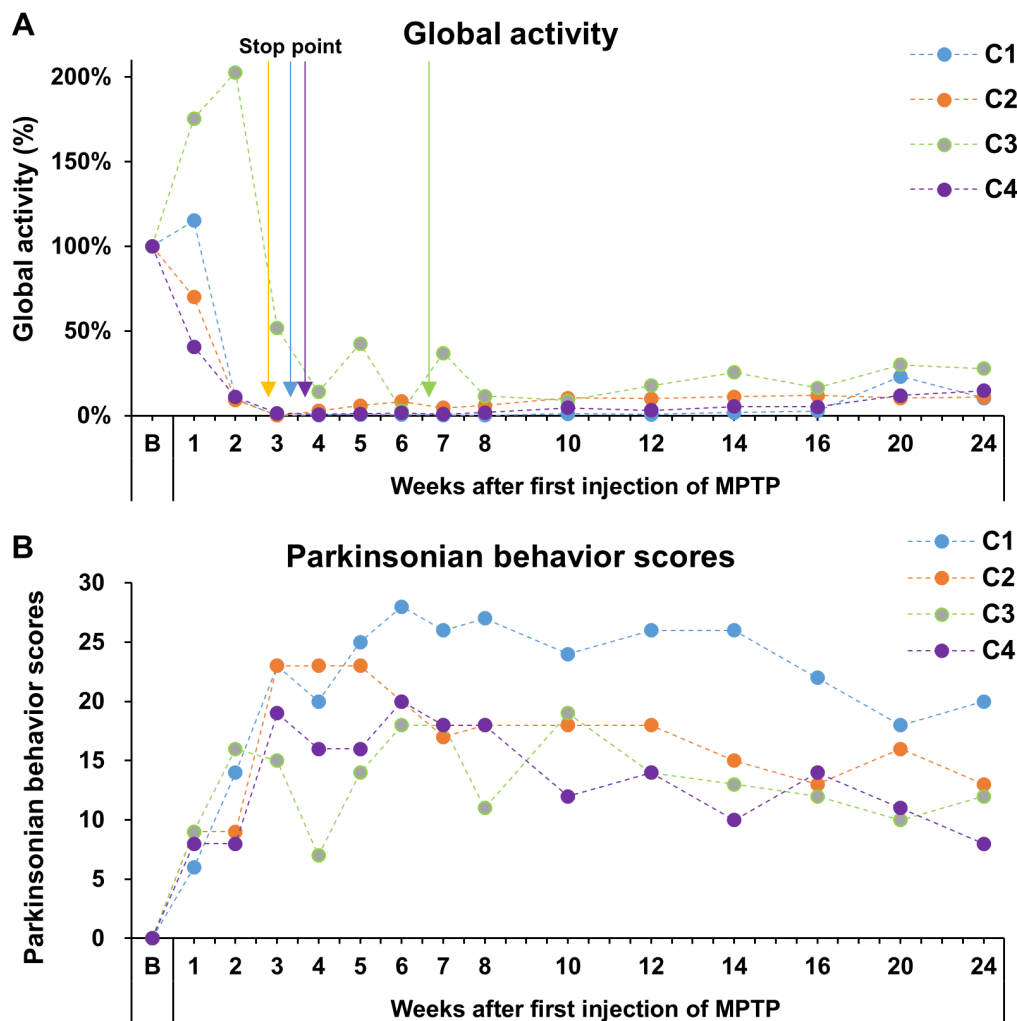 A
Global activity
Stop point
C1
C2
C3
C4
Global activity (%)
200%
150%
100%
50%
0%
B 1 2 3 4 5 6 7 8 10 12 14 16 20 24
Weeks after first injection of MPTP
B
Parkinsonian behavior scores
C1
C2
C3
C4
Parkinsonian behavior scores
30
25
20
15
10
5
0
B 1 2 3 4 5 6 7 8 10 12 14 16 20 24
Weeks after first injection of MPTP